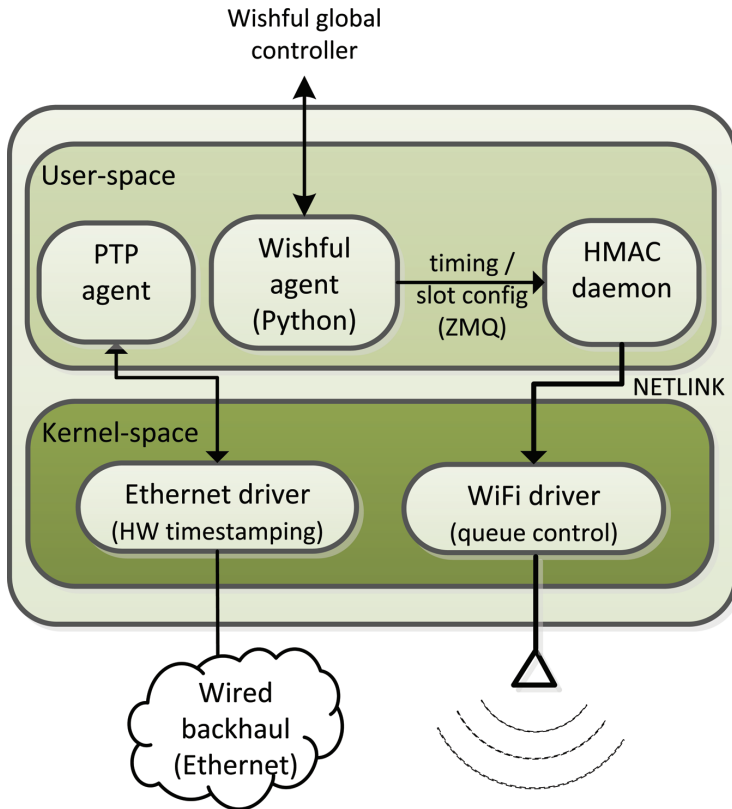 Wishful global
controller
User-space
PTP
agent
Wishful
agent
(Python)
timing /
slot config
(ZMQ)
HMAC
daemon
NETLINK
Kernel-space
Ethernet driver
(HW timestamping)
WiFi driver
(queue control)
Wired
backhaul
(Ethernet)